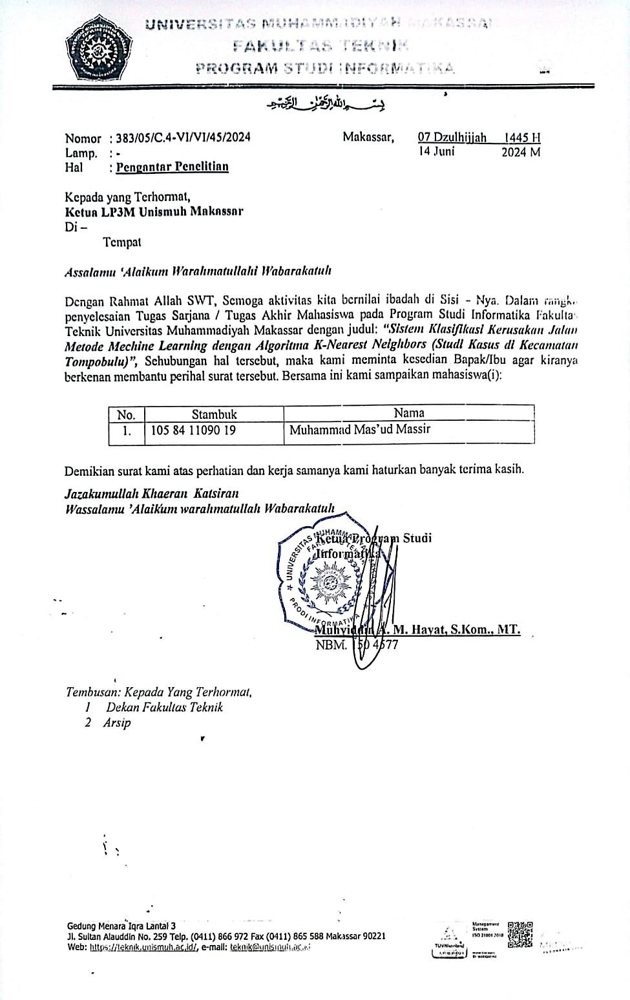 UNIVERSITAS MUHAMMADIYAH MAKASSAR
FAKULTAS TEKNIK
PROGRAM STUDI INFORMATIKA
بِسْمِ اللهِ الرَّحْمٰنِ الرَّحِيْمِ
Nomor : 383/05/C.4-VI/VI/45/2024 Makassar, 07 Dzulhijjah 1445 H
Lamp. : - 14 Juni 2024 M
Hal : Pengantar Penelitian
Kepada yang Terhormat,
Ketua LP3M Unismuh Makassar
Di –
Tempat
Assalamu ‘Alaikum Warahmatullahi Wabarakatuh
Dengan Rahmat Allah SWT, Semoga aktivitas kita bernilai ibadah di Sisi – Nya. Dalam rangka
penyelesaian Tugas Sarjana / Tugas Akhir Mahasiswa pada Program Studi Informatika Fakultas
Teknik Universitas Muhammadiyah Makassar dengan judul: “Sistem Klasifikasi Kerusakan Jalan
Metode Mechine Learning dengan Algoritma K-Nearest Neighbors (Studi Kasus di Kecamatan
Tompobulu)”, Sehubungan hal tersebut, maka kami meminta kesedian Bapak/Ibu agar kiranya
berkenan membantu perihal surat tersebut. Bersama ini kami sampaikan mahasiswa(i):
No. Stambuk Nama
1. 105 84 11090 19 Muhammad Mas’ud Massir
Demikian surat kami atas perhatian dan kerja samanya kami haturkan banyak terima kasih.
Jazakumullah Khaeran Katsiran
Wassalamu ’Alaikum warahmatullah Wabarakatuh
Ketua Program Studi
Informatika
UNIVERSITAS MUHAMMADIYAH MAKASSAR
FAKULTAS TEKNIK
PRODI INFORMATIKA
Muhyiddin A. M. Hayat, S.Kom., MT.
NBM. 150 4577
Tembusan: Kepada Yang Terhormat,
1 Dekan Fakultas Teknik
2 Arsip
Gedung Menara Iqra Lantai 3
Jl. Sultan Alauddin No. 259 Telp. (0411) 866 972 Fax (0411) 865 588 Makassar 90221
Web: https://teknik.unismuh.ac.id/, e-mail: teknik@unismuh.ac.id
Management
System
ISO 21001:2018
TUVRheinland